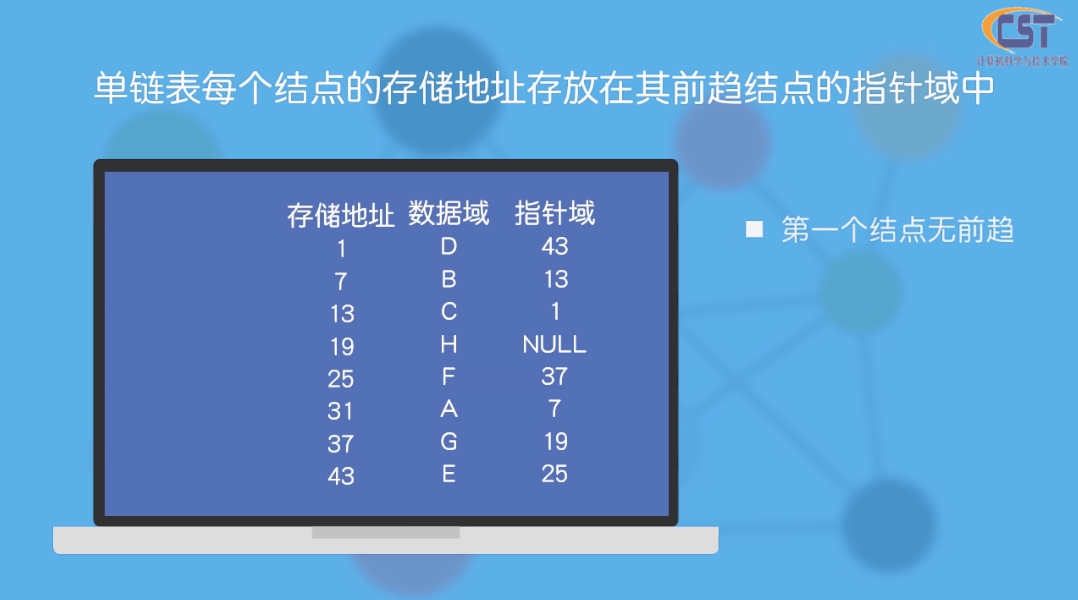 CST
计算机科学与技术学院
单链表每个结点的存储地址存放在其前趋结点的指针域中
存储地址 数据域 指针域
1 D 43
7 B 13
13 C 1
19 H NULL
25 F 37
31 A 7
37 G 19
43 E 25
第一个结点无前趋